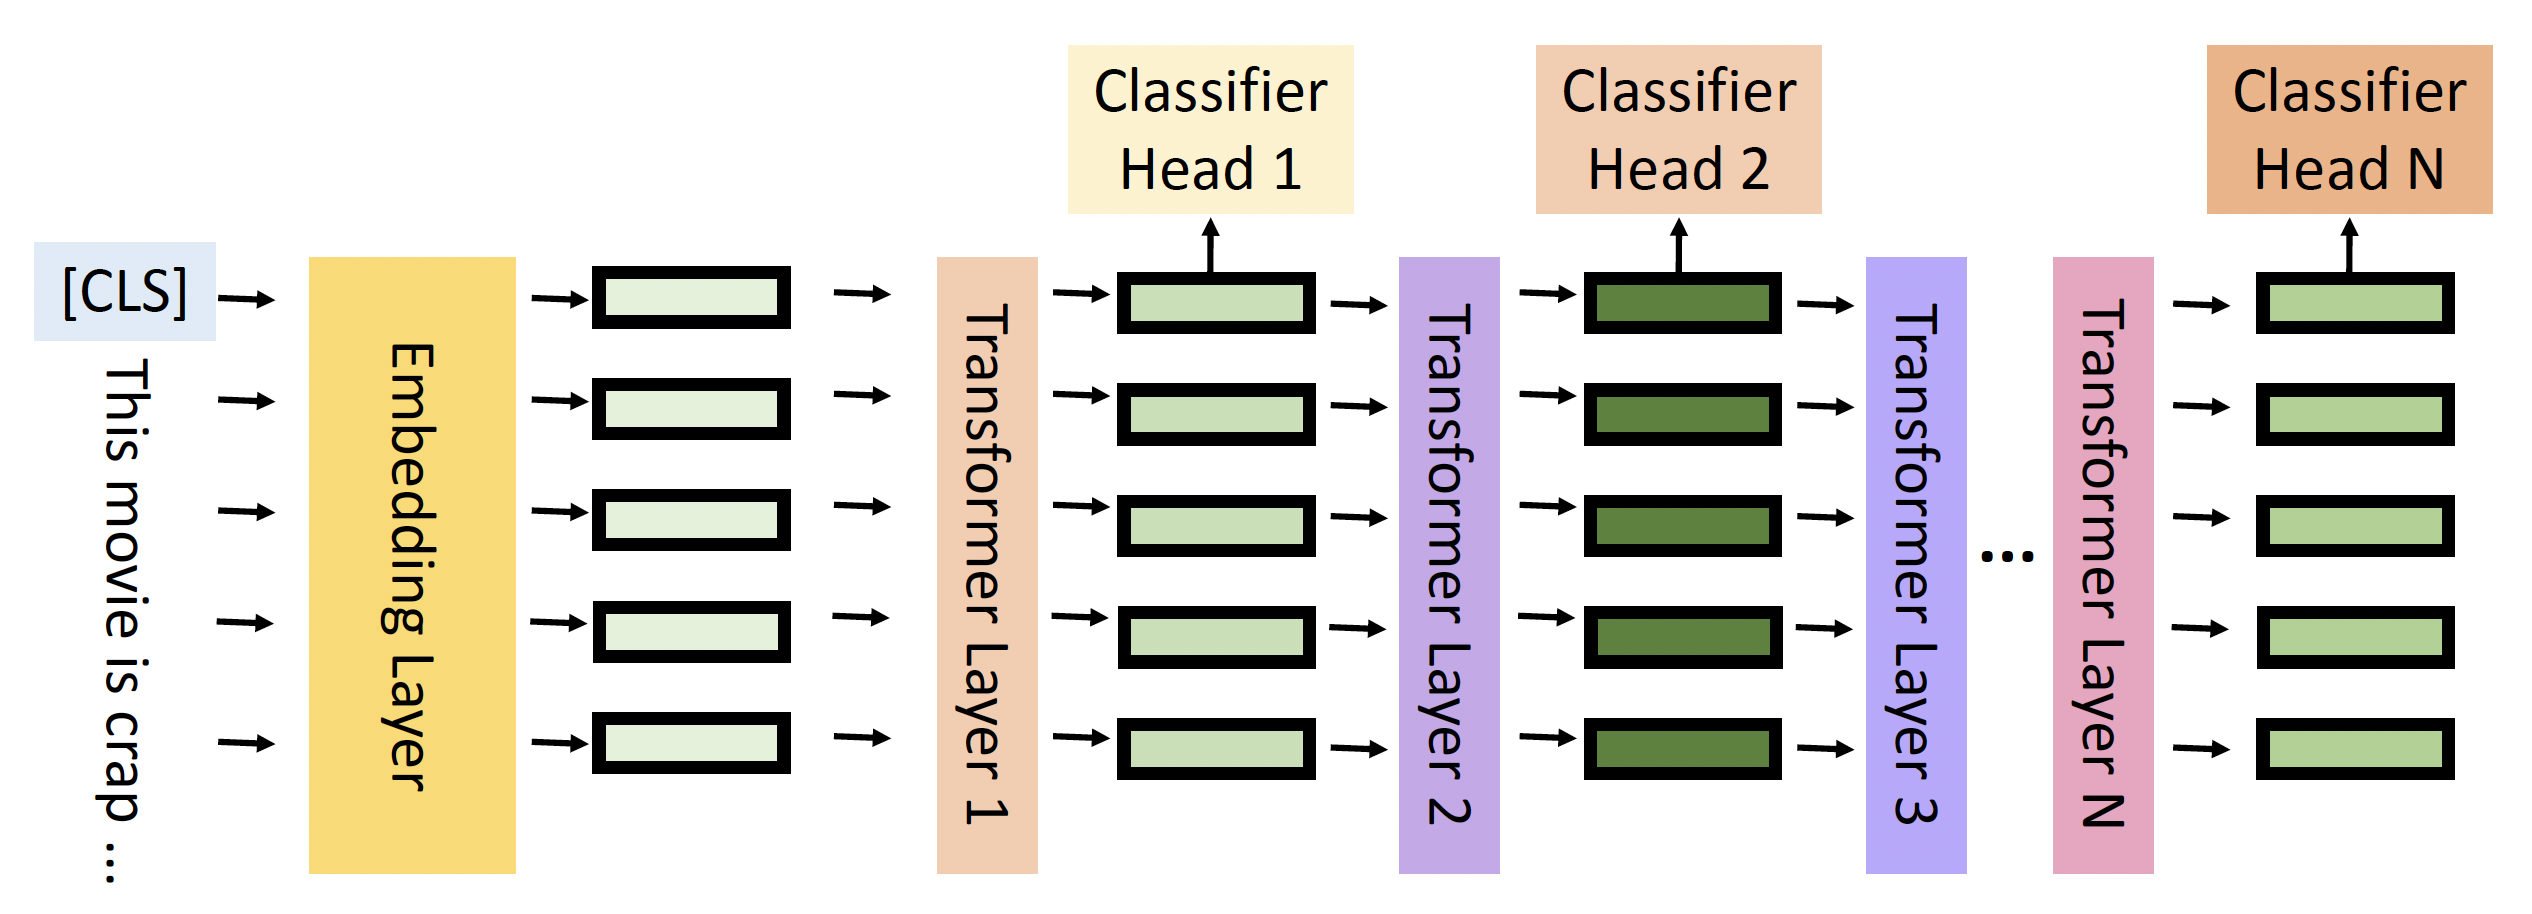 Classifier
Head 1
Classifier
Head 2
Classifier
Head N
[CLS]
This movie is crap ...
Embedding Layer
Transformer Layer 1
Transformer Layer 2
Transformer Layer 3
...
Transformer Layer N